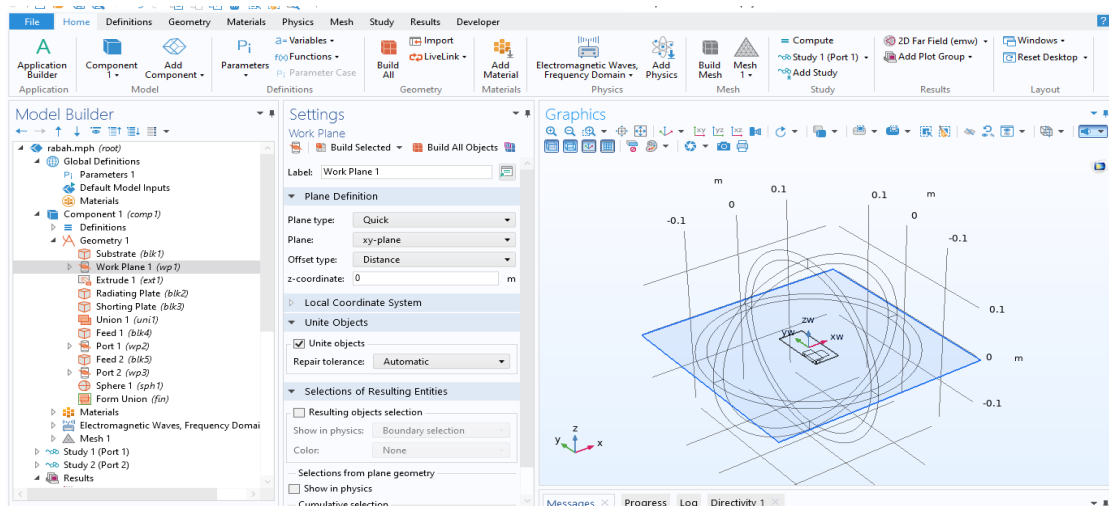 File Home Definitions Geometry Materials Physics Mesh Study Results Developer
A Pi a= Variables Import = Compute 2D Far Field (emw) Windows
f(x) Functions LiveLink Study 1 (Port 1) Add Plot Group Reset Desktop
Application Builder Component 1 Add Component Parameters Pi Parameter Case Build All Add Material Electromagnetic Waves, Frequency Domain Add Physics Build Mesh Mesh 1 Add Study
Application Model Definitions Geometry Materials Physics Mesh Study Results Layout
Model Builder
rabah.mph (root)
Global Definitions
Pi Parameters 1
Default Model Inputs
Materials
Component 1 (comp1)
Definitions
Geometry 1
Substrate (blk1)
Work Plane 1 (wp1)
Extrude 1 (ext1)
Radiating Plate (blk2)
Shorting Plate (blk3)
Union 1 (uni1)
Feed 1 (blk4)
Port 1 (wp2)
Feed 2 (blk5)
Port 2 (wp3)
Sphere 1 (sph1)
Form Union (fin)
Materials
Electromagnetic Waves, Frequency Domai
Mesh 1
Study 1 (Port 1)
Study 2 (Port 2)
Results
Settings
Work Plane
Build Selected Build All Objects
Label: Work Plane 1
Plane Definition
Plane type: Quick
Plane: xy-plane
Offset type: Distance
z-coordinate: 0 m
Local Coordinate System
Unite Objects
Unite objects
Repair tolerance: Automatic
Selections of Resulting Entities
Resulting objects selection
Show in physics: Boundary selection
Color: None
Selections from plane geometry
Show in physics
Cumulative selection
Graphics
xy yz xz
m 0.1 0.1 m
0 0
-0.1 -0.1
0.1
zw
yw xw
0 m
-0.1
z
y x
Messages Progress Log Directivity 1